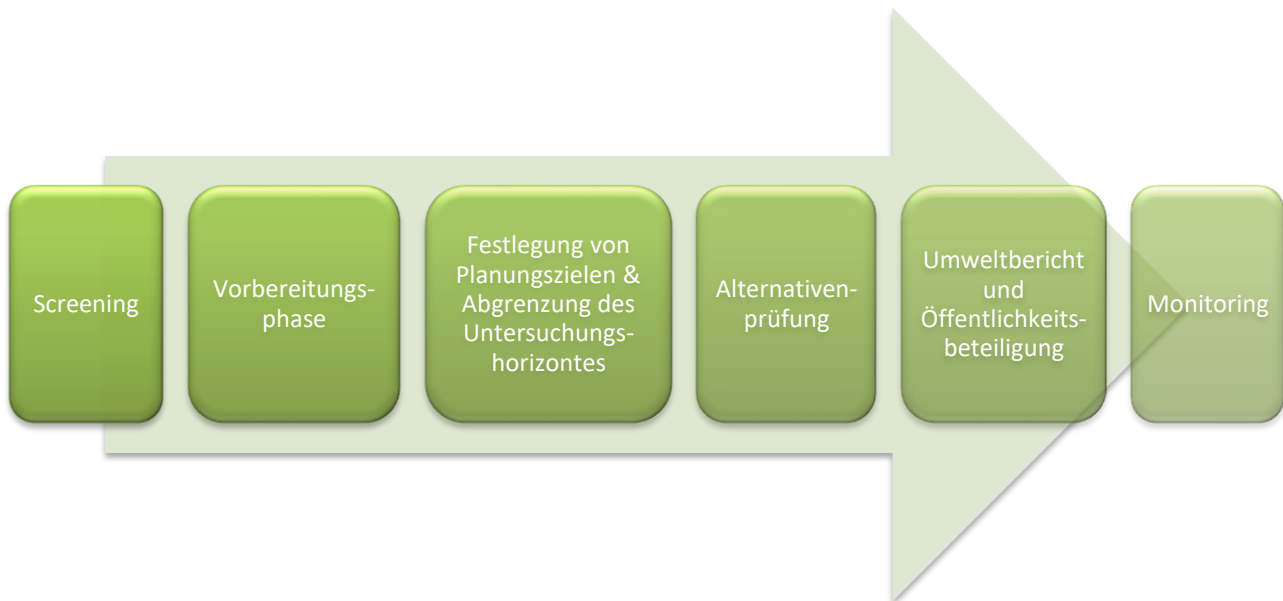 Screening
Vorbereitungs-
phase
Festlegung von
Planungszielen &
Abgrenzung des
Untersuchungs-
horizontes
Alternativen-
prüfung
Umweltbericht
und
Öffentlichkeits-
beteiligung
Monitoring